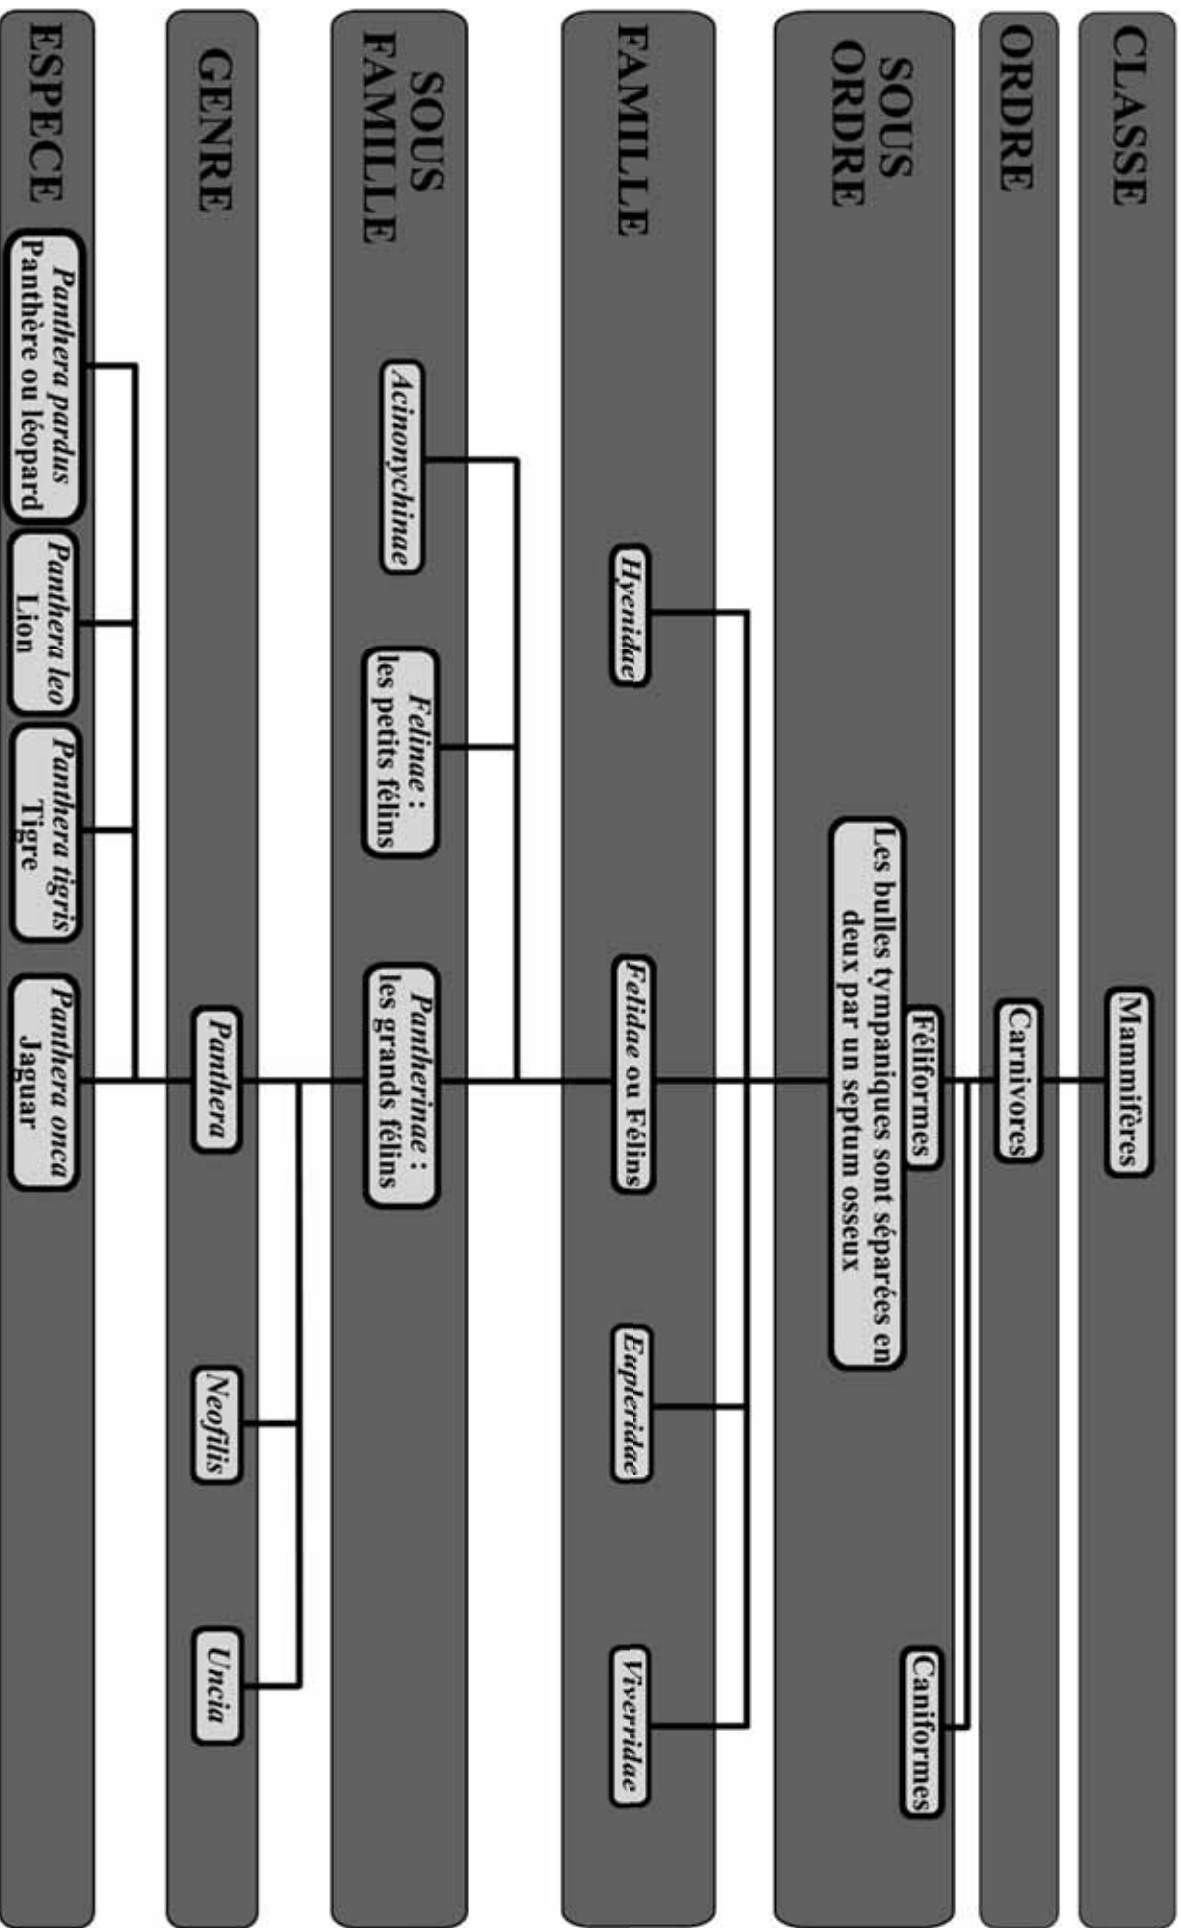 CLASSE
Mammifères
ORDRE
Carnivores
SOUS
ORDRE
Féliformes
Caniformes
Les bulles tympaniques sont séparées en
deux par un septum osseux
FAMILLE
Hyenidae
Felidae ou Félins
Eupleridae
Viverridae
SOUS
FAMILLE
Acinonychinae
Felinae :
les petits félins
Pantherinae :
les grands félins
GENRE
Panthera
Neofilis
Uncia
ESPECE
Panthera pardus
Panthère ou léopard
Panthera leo
Lion
Panthera tigris
Tigre
Panthera onca
Jaguar